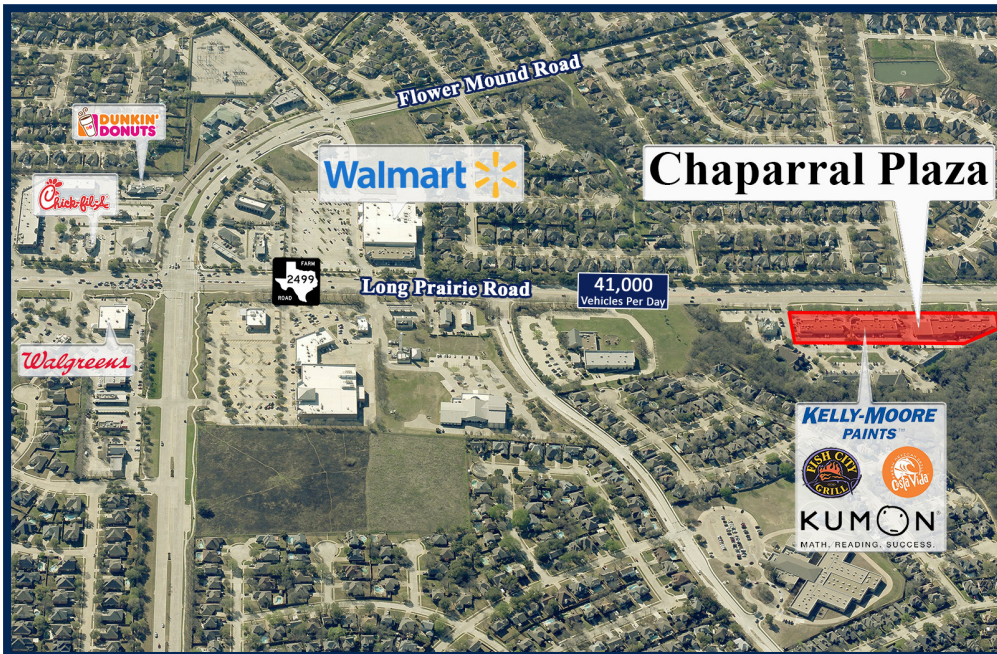 Flower Mound Road
DUNKIN'
DONUTS
Walmart
Chaparral Plaza
Chick-fil-A
FARM
2499
ROAD
Long Prairie Road
41,000
Vehicles Per Day
Walgreens
KELLY-MOORE
PAINTS™
FISH CITY
GRILL
Costa Vida
KUMON®
MATH. READING. SUCCESS.